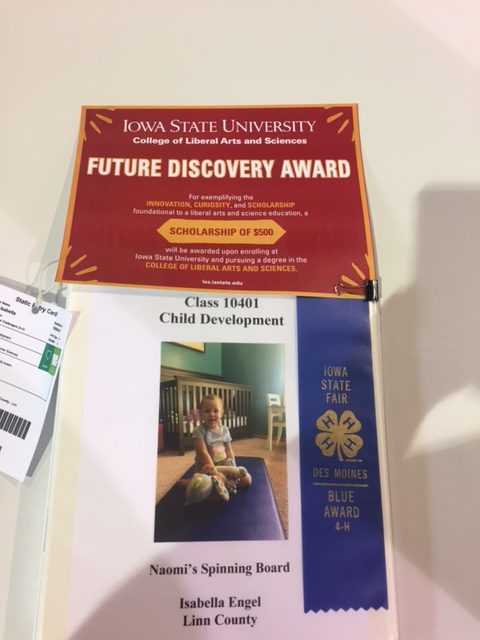 IOWA STATE UNIVERSITY
College of Liberal Arts and Sciences
FUTURE DISCOVERY AWARD
For exemplifying the
INNOVATION, CURIOSITY, and SCHOLARSHIP
foundational to a liberal arts and science education, a
SCHOLARSHIP OF $500
will be awarded upon enrolling at
Iowa State University and pursuing a degree in the
COLLEGE OF LIBERAL ARTS AND SCIENCES.
las.iastate.edu
Class 10401
Child Development
Naomi's Spinning Board
Isabella Engel
Linn County
IOWA
STATE
FAIR
H H
H H
DES MOINES
BLUE
AWARD
4-H